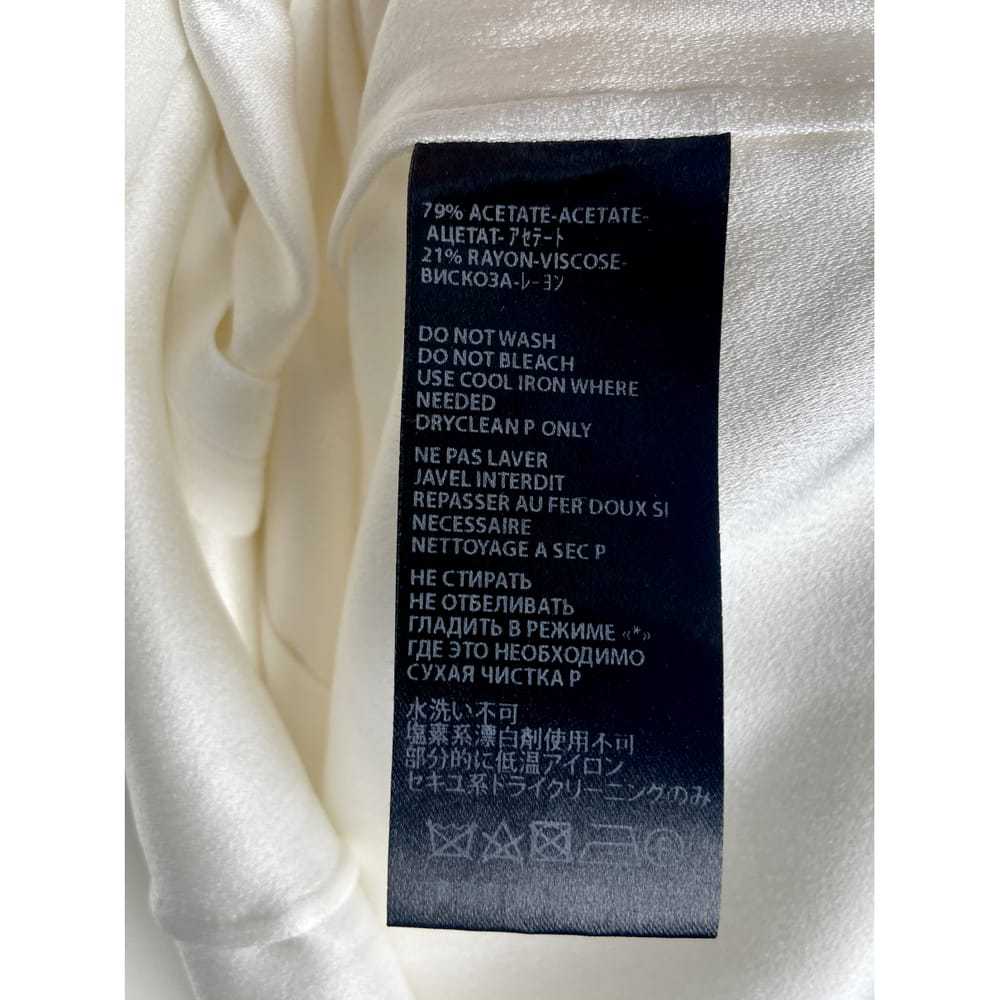 79% ACETATE-ACETATE-
АЦЕТАТ-アセテート
21% RAYON-VISCOSE-
ВИСКОЗА-レーヨン
DO NOT WASH
DO NOT BLEACH
USE COOL IRON WHERE
NEEDED
DRYCLEAN P ONLY
NE PAS LAVER
JAVEL INTERDIT
REPASSER AU FER DOUX SI
NECESSAIRE
NETTOYAGE A SEC P
НЕ СТИРАТЬ
НЕ ОТБЕЛИВАТЬ
ГЛАДИТЬ В РЕЖИМЕ «*»
ГДЕ ЭТО НЕОБХОДИМО
СУХАЯ ЧИСТКА P
水洗い不可
塩素系漂白剤使用不可
部分的に低温アイロン
セキユ系ドライクリーニングのみ
P